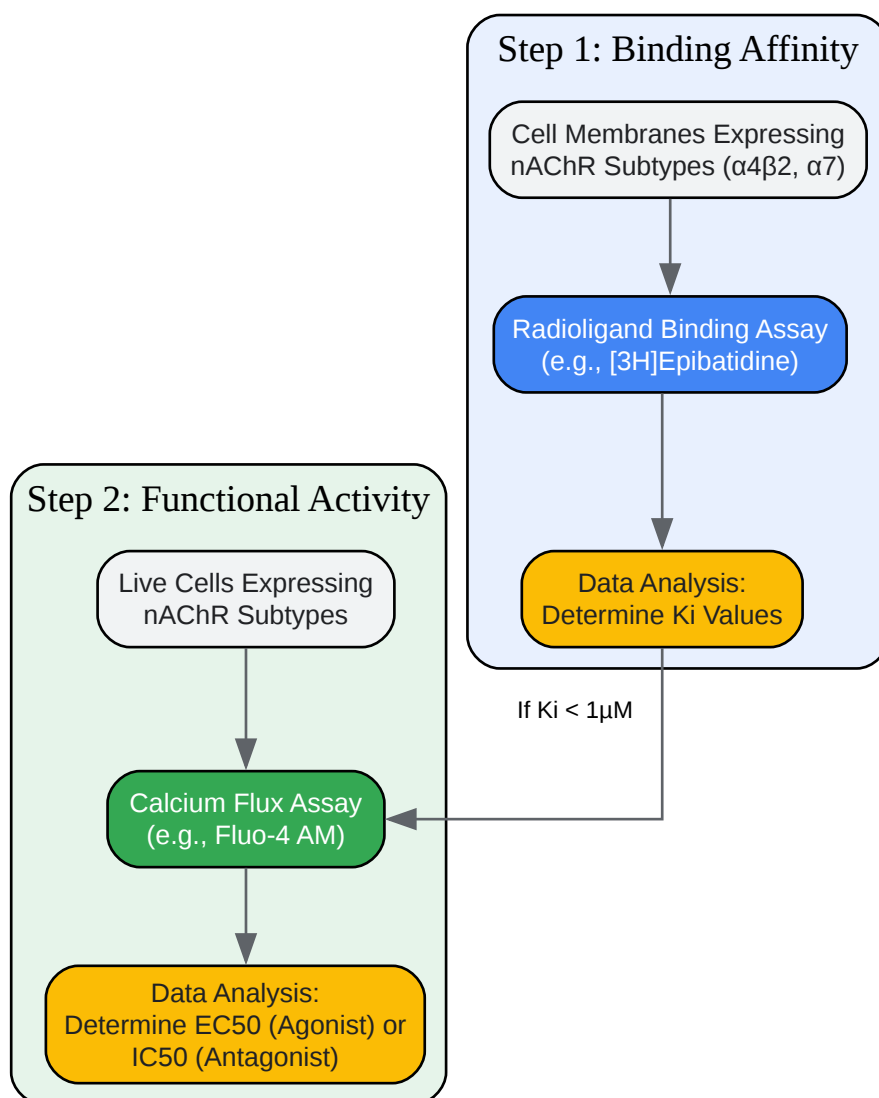 Step 1: Binding Affinity
Cell Membranes Expressing
nAChR Subtypes (α4β2, α7)
Radioligand Binding Assay
(e.g., [3H]Epibatidine)
Data Analysis:
Determine Ki Values
If Ki < 1µM
Step 2: Functional Activity
Live Cells Expressing
nAChR Subtypes
Calcium Flux Assay
(e.g., Fluo-4 AM)
Data Analysis:
Determine EC50 (Agonist) or
IC50 (Antagonist)